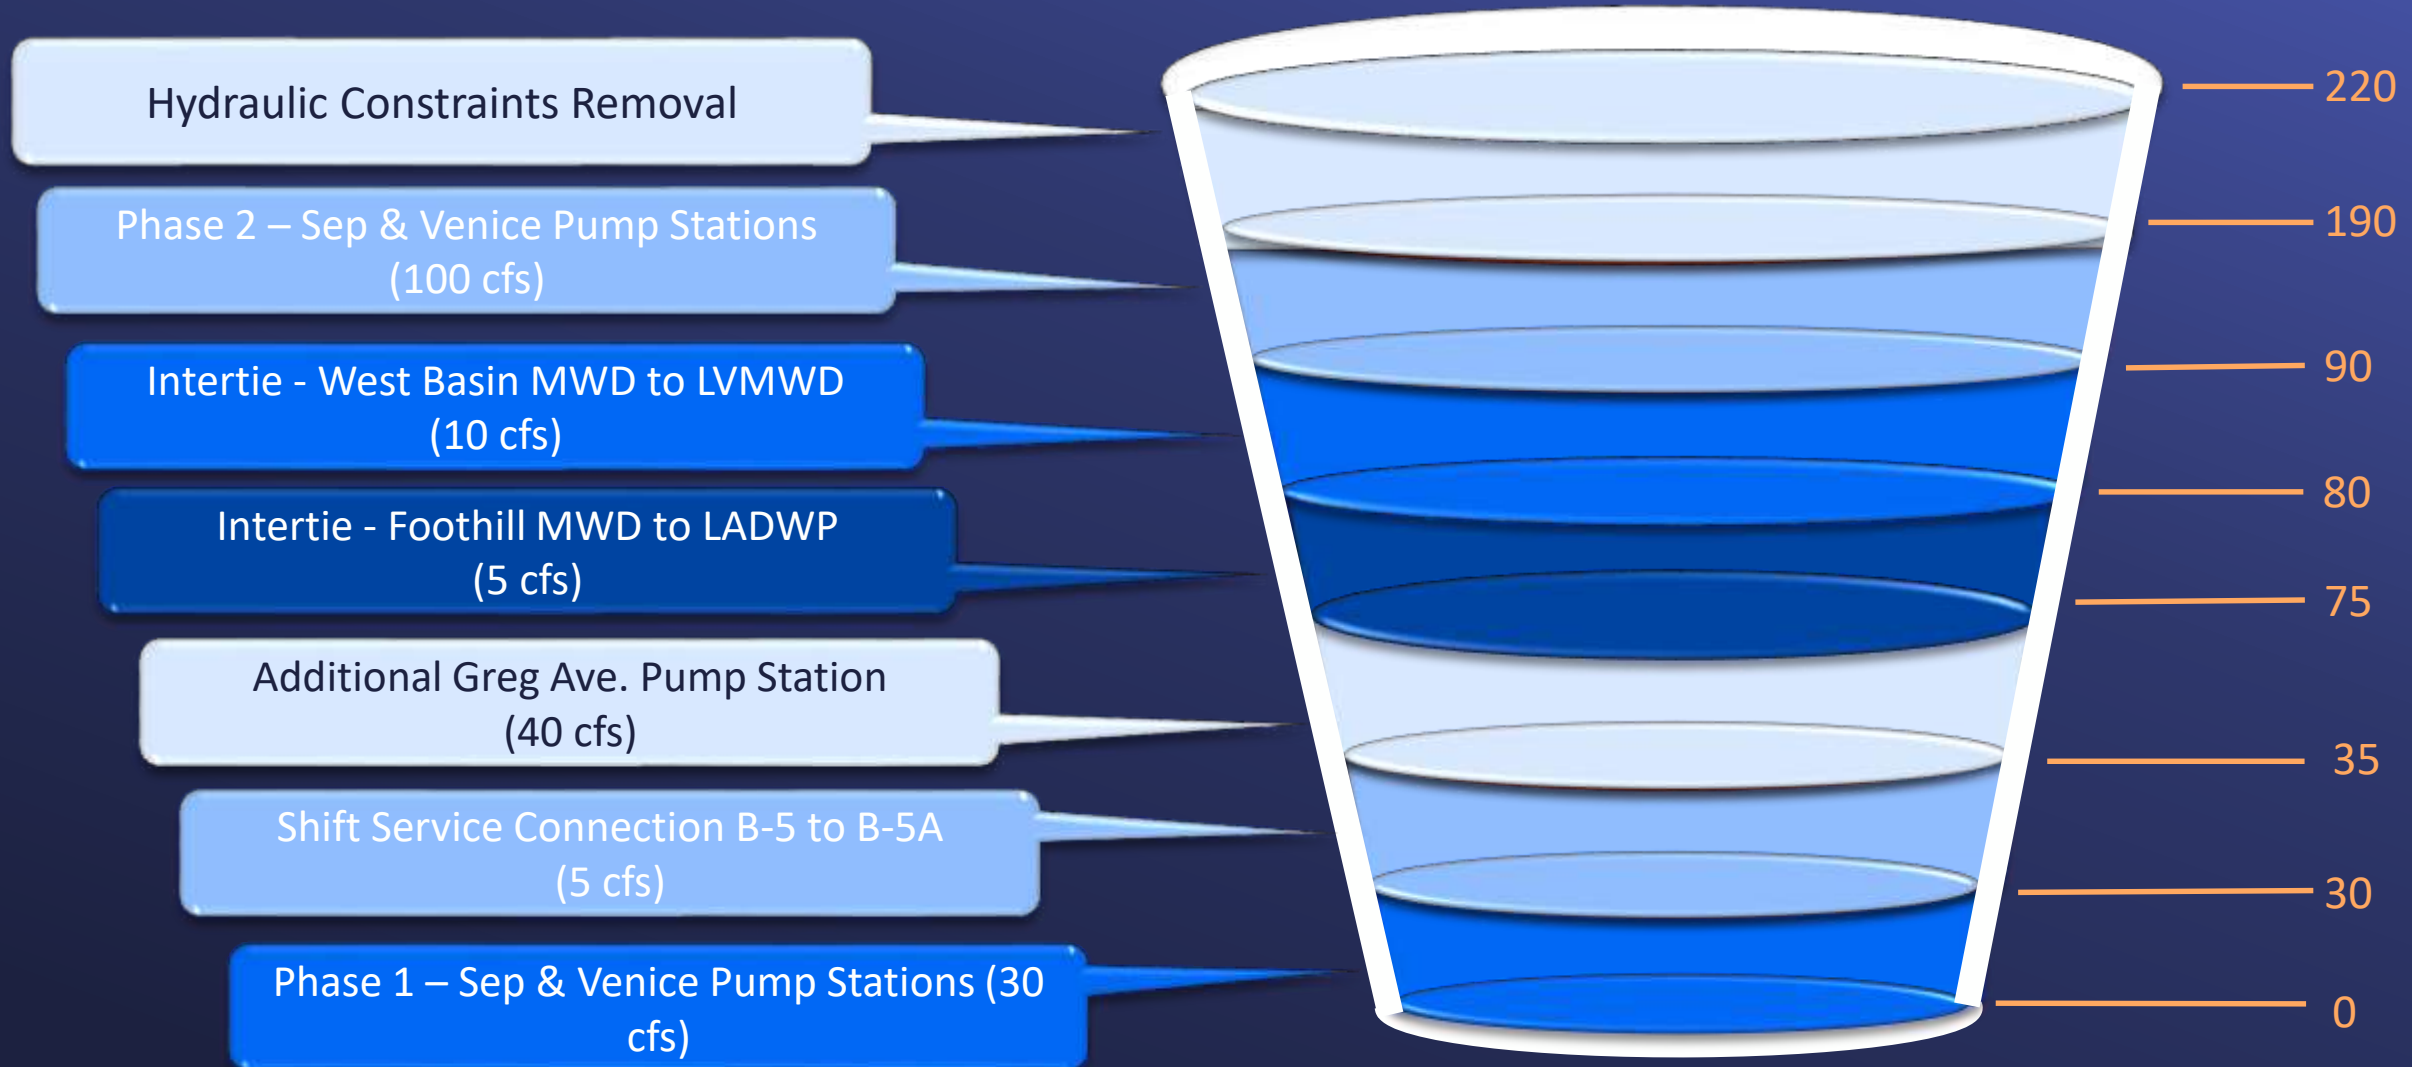 Hydraulic Constraints Removal
Phase 2 – Sep & Venice Pump Stations
(100 cfs)
Intertie - West Basin MWD to LVMWD
(10 cfs)
Intertie - Foothill MWD to LADWP
(5 cfs)
Additional Greg Ave. Pump Station
(40 cfs)
Shift Service Connection B-5 to B-5A
(5 cfs)
Phase 1 – Sep & Venice Pump Stations (30
cfs)
220
190
90
80
75
35
30
0